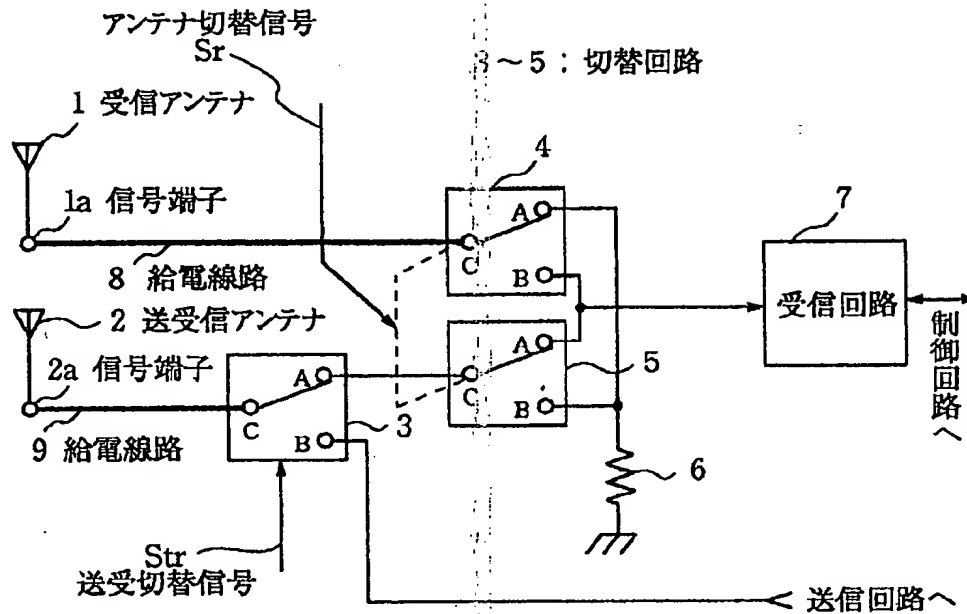 アンテナ切替信号
Sr
3～5：切替回路
1 受信アンテナ
4
1a 信号端子
A
C
B
7
受信回路
制御回路へ
8 給電線路
2 送受信アンテナ
2a 信号端子
A
C
B
3
A
C
B
5
9 給電線路
6
Str
送受切替信号
送信回路へ